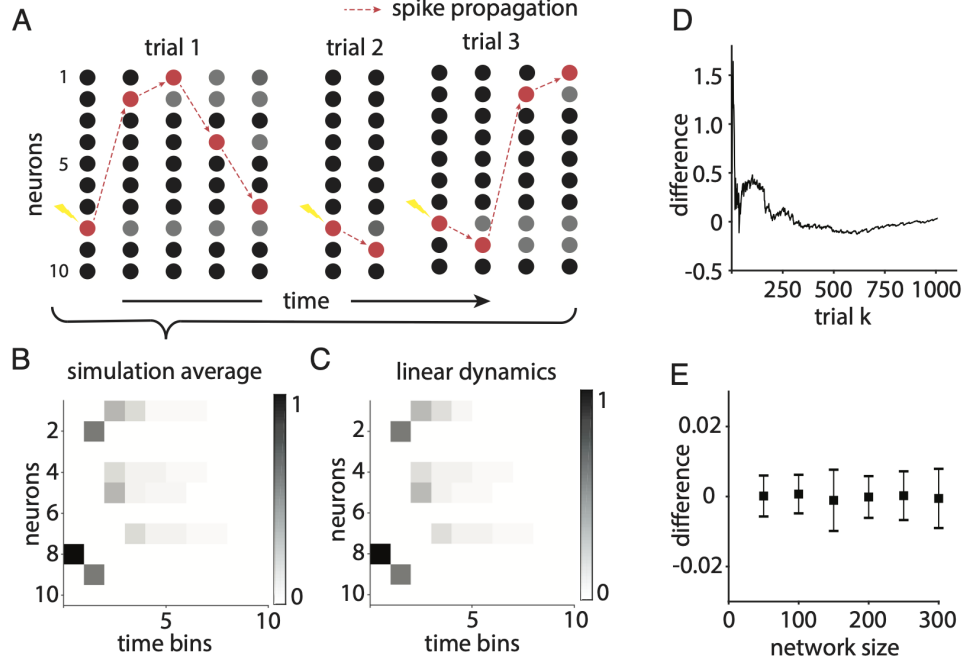 A
spike propagation
trial 1
trial 2
trial 3
neurons
1
5
10
time
B
simulation average
neurons
2
4
6
8
10
5
10
time bins
1
0
C
linear dynamics
neurons
2
4
6
8
10
5
10
time bins
1
0
D
difference
1.5
1.0
0.5
0
-0.5
250
500
750
1000
trial k
E
difference
0.02
0
-0.02
0
100
200
300
network size